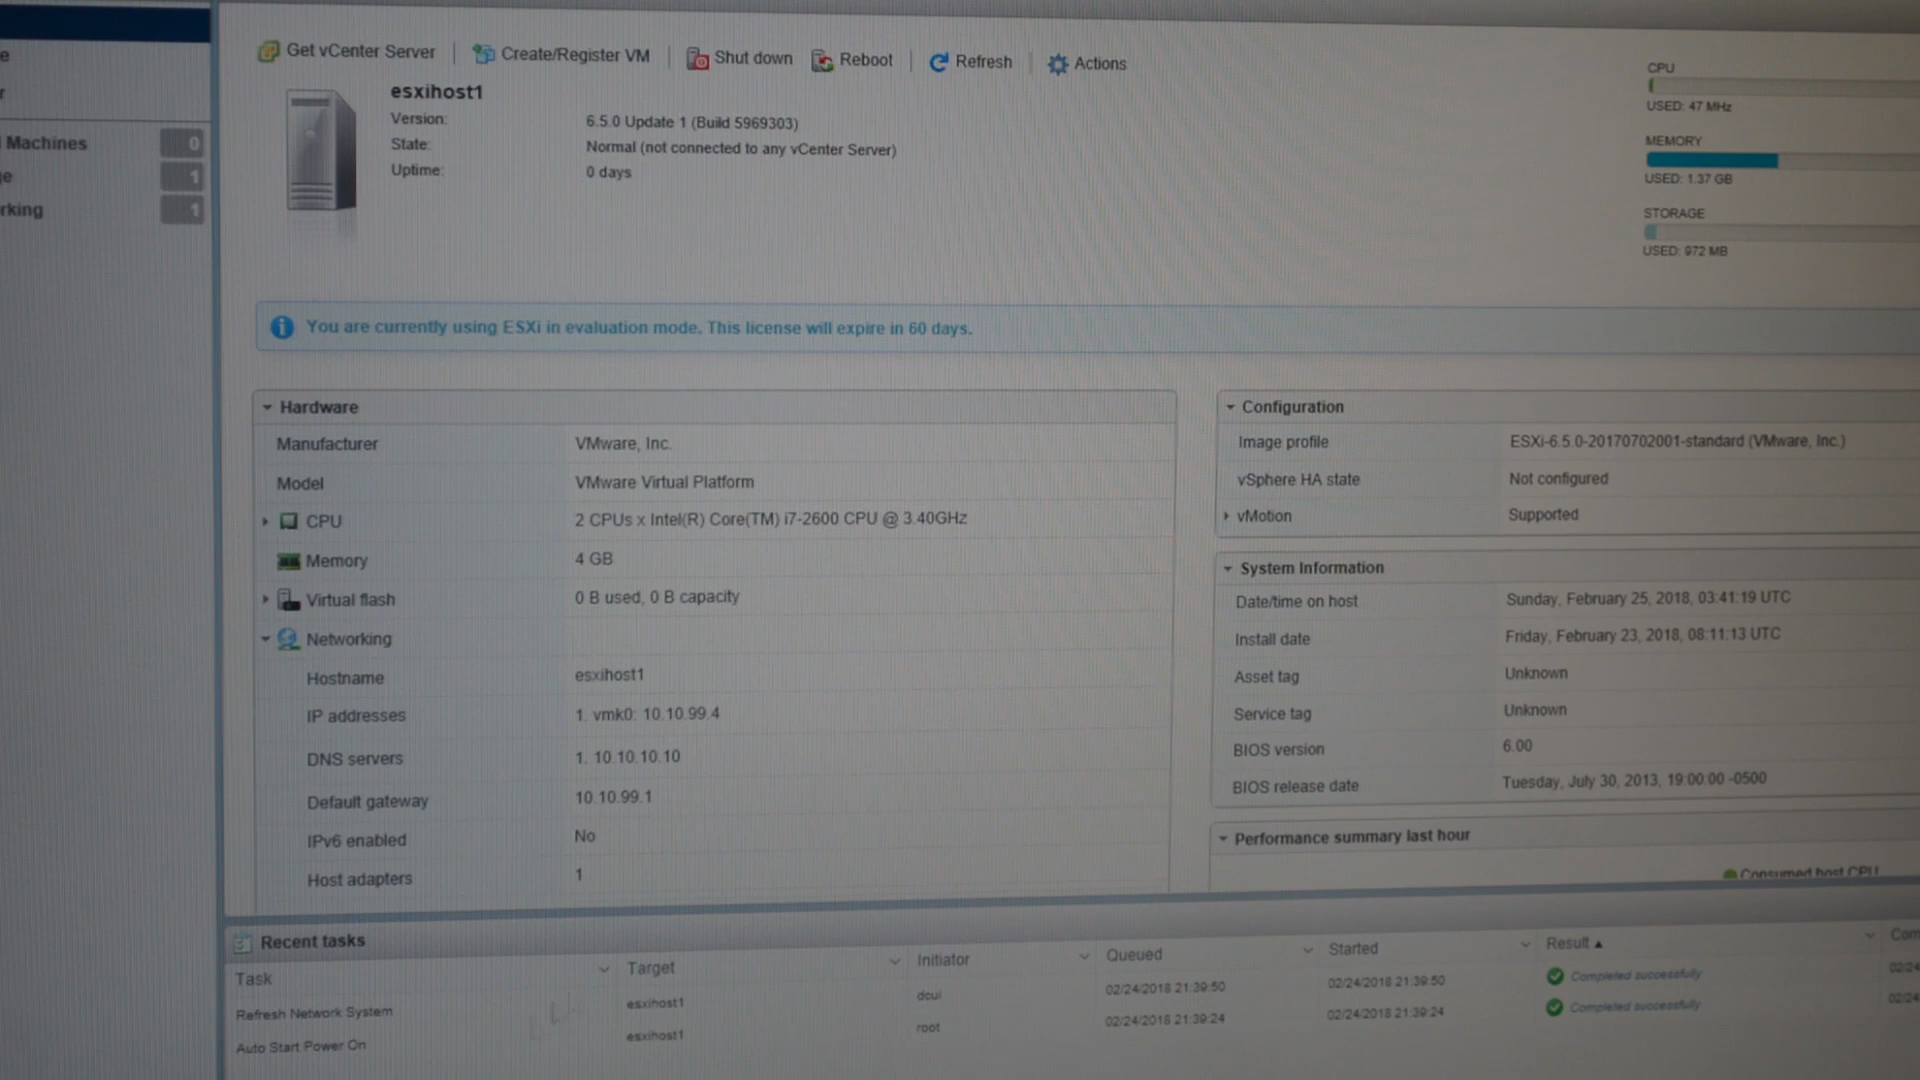 Get vCenter Server | Create/Register VM | Shut down Reboot | Refresh | Actions
esxihost1
Version: 6.5.0 Update 1 (Build 5969303)
State: Normal (not connected to any vCenter Server)
Uptime: 0 days
CPU
USED: 47 MHz
MEMORY
USED: 1.37 GB
STORAGE
USED: 972 MB
Machines 0
1
rking 1
You are currently using ESXi in evaluation mode. This license will expire in 60 days.
Hardware
Manufacturer VMware, Inc.
Model VMware Virtual Platform
CPU 2 CPUs x Intel(R) Core(TM) i7-2600 CPU @ 3.40GHz
Memory 4 GB
Virtual flash 0 B used, 0 B capacity
Networking
Hostname esxihost1
IP addresses 1. vmk0: 10.10.99.4
DNS servers 1. 10.10.10.10
Default gateway 10.10.99.1
IPv6 enabled No
Host adapters 1
Configuration
Image profile ESXi-6.5.0-20170702001-standard (VMware, Inc.)
vSphere HA state Not configured
vMotion Supported
System Information
Date/time on host Sunday, February 25, 2018, 03:41:19 UTC
Install date Friday, February 23, 2018, 08:11:13 UTC
Asset tag Unknown
Service tag Unknown
BIOS version 6.00
BIOS release date Tuesday, July 30, 2013, 19:00:00 -0500
Performance summary last hour
Consumed host CPU
Recent tasks
Task Target Initiator Queued Started Result Com
Refresh Network System esxihost1 dcui 02/24/2018 21:39:50 02/24/2018 21:39:50 Completed successfully 02/24
Auto Start Power On esxihost1 root 02/24/2018 21:39:24 02/24/2018 21:39:24 Completed successfully 02/24